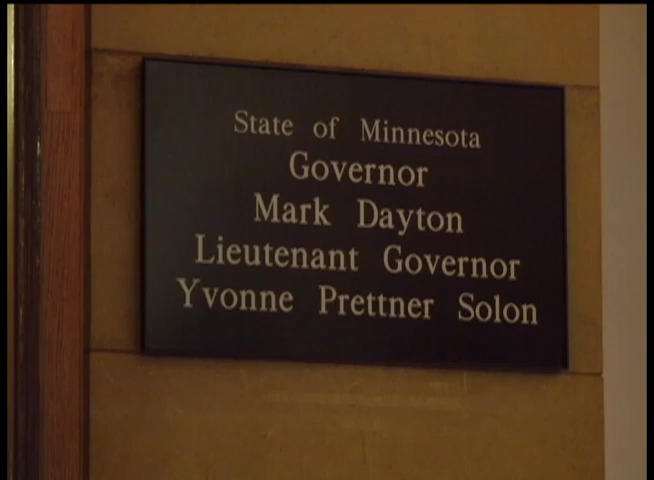 State of Minnesota
Governor
Mark Dayton
Lieutenant Governor
Yvonne Prettner Solon